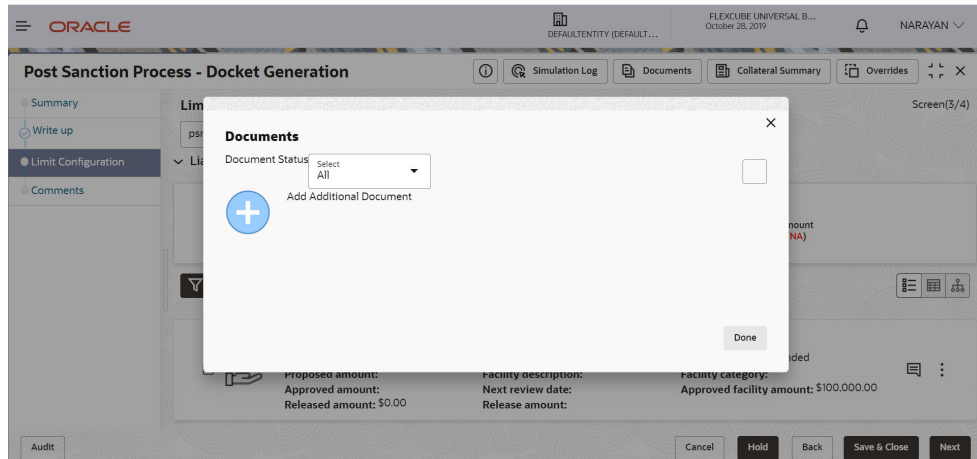 ORACLE
DEFAULTENTITY (DEFAULT...
FLEXCUBE UNIVERSAL B...
October 28, 2019
NARAYAN
Post Sanction Process - Docket Generation
Simulation Log
Documents
Collateral Summary
Overrides
Summary
Write up
Limit Configuration
Comments
Lim
Screen(3/4)
psr
Lia
Documents
Document Status
Select
All
Add Additional Document
nount
NA)
Done
nded
Proposed amount:
Facility description:
Facility category:
Approved amount:
Next review date:
Approved facility amount: $100,000.00
Released amount: $0.00
Release amount:
Audit
Cancel
Hold
Back
Save & Close
Next